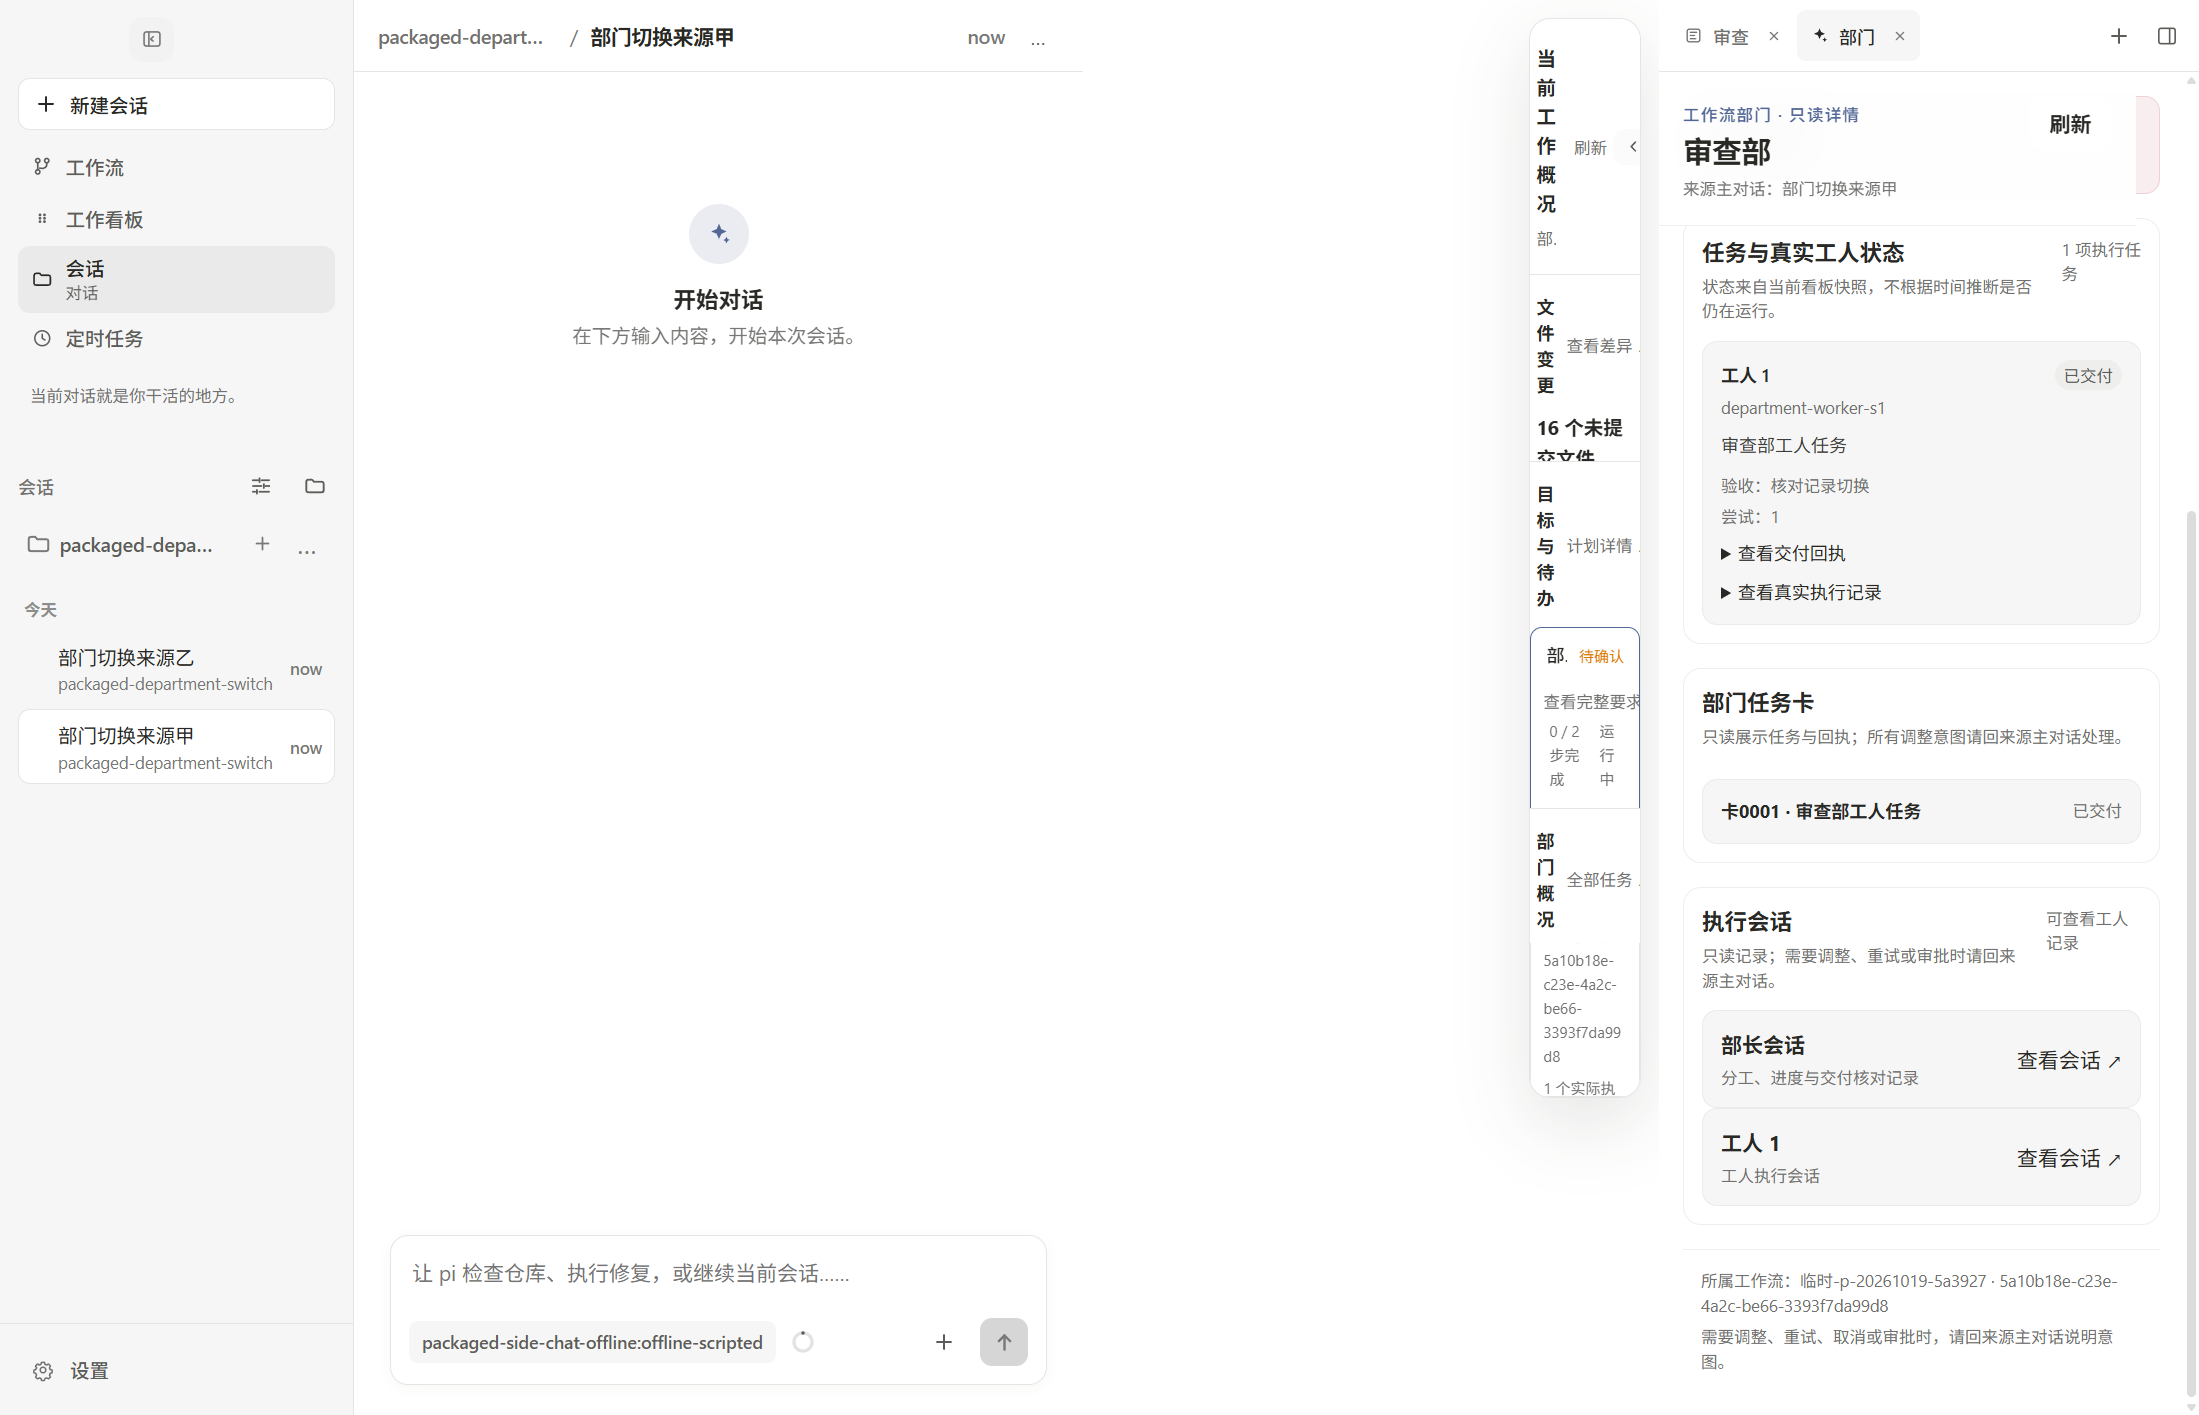 新建会话
工作流
工作看板
会话
对话
定时任务
当前对话就是你干活的地方。
会话
packaged-depa...
...
今天
部门切换来源乙
packaged-department-switch
now
部门切换来源甲
packaged-department-switch
now
设置
packaged-depart... / 部门切换来源甲
now
...
开始对话
在下方输入内容，开始本次会话。
让 pi 检查仓库、执行修复，或继续当前会话......
packaged-side-chat-offline:offline-scripted
当
前
工
作
概
况
部.
刷新
文
件
变
更
查看差异
16 个未提
交文件
目
标
与
待
办
计划详情
部.
待确认
查看完整要求
0 / 2
步完
成
运
行
中
部
门
概
况
全部任务
5a10b18e-
c23e-4a2c-
be66-
3393f7da99
d8
1 个实际执
审查
部门
工作流部门 · 只读详情
审查部
来源主对话：部门切换来源甲
刷新
任务与真实工人状态
1 项执行任
务
状态来自当前看板快照，不根据时间推断是否
仍在运行。
工人 1
已交付
department-worker-s1
审查部工人任务
验收：核对记录切换
尝试：1
查看交付回执
查看真实执行记录
部门任务卡
只读展示任务与回执；所有调整意图请回来源主对话处理。
卡0001 · 审查部工人任务
已交付
执行会话
可查看工人
记录
只读记录；需要调整、重试或审批时请回来
源主对话。
部长会话
分工、进度与交付核对记录
查看会话 ↗
工人 1
工人执行会话
查看会话 ↗
所属工作流：临时-p-20261019-5a3927 · 5a10b18e-c23e-
4a2c-be66-3393f7da99d8
需要调整、重试、取消或审批时，请回来源主对话说明意
图。